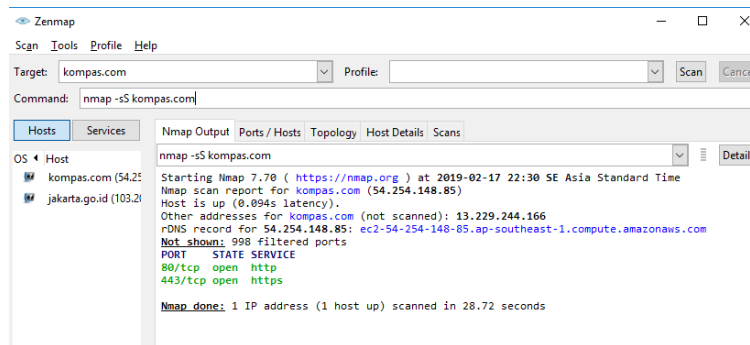 Zenmap
Scan Tools Profile Help
Target: kompas.com Profile: Scan Cance
Command: nmap -sS kompas.com
Hosts Services Nmap Output Ports / Hosts Topology Host Details Scans
OS Host nmap -sS kompas.com Detail
kompas.com (54.25
jakarta.go.id (103.20
Starting Nmap 7.70 ( https://nmap.org ) at 2019-02-17 22:30 SE Asia Standard Time
Nmap scan report for kompas.com (54.254.148.85)
Host is up (0.094s latency).
Other addresses for kompas.com (not scanned): 13.229.244.166
rDNS record for 54.254.148.85: ec2-54-254-148-85.ap-southeast-1.compute.amazonaws.com
Not shown: 998 filtered ports
PORT STATE SERVICE
80/tcp open http
443/tcp open https
Nmap done: 1 IP address (1 host up) scanned in 28.72 seconds